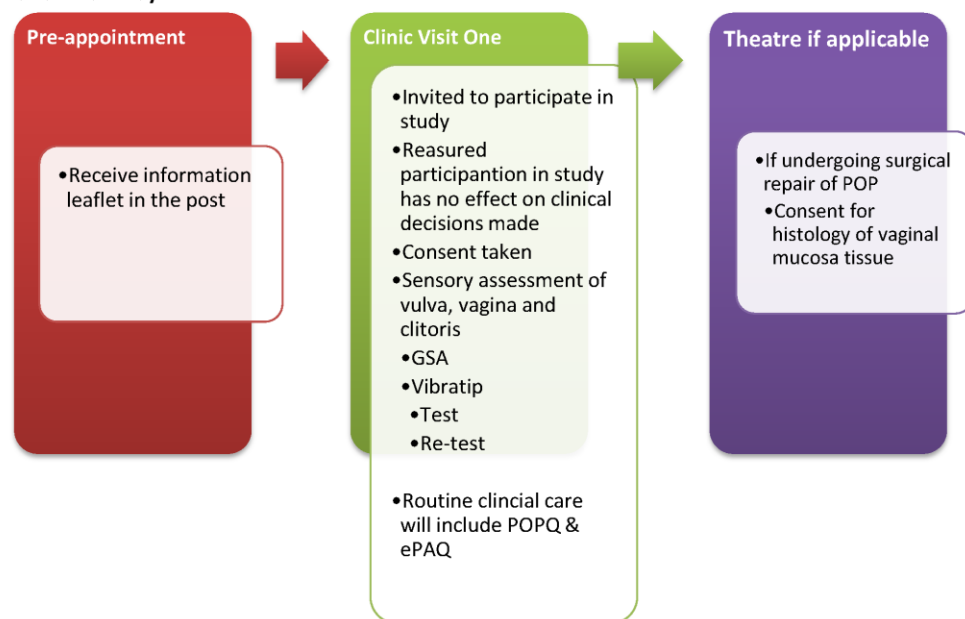 Pre-appointment
•Receive information
leaflet in the post
Clinic Visit One
•Invited to participate in
study
•Reasured
participantion in study
has no effect on clinical
decisions made
•Consent taken
•Sensory assessment of
vulva, vagina and
clitoris
•GSA
•Vibratip
•Test
•Re-test
•Routine clincial care
will include POPQ &
ePAQ
Theatre if applicable
•If undergoing surgical
repair of POP
•Consent for
histology of vaginal
mucosa tissue